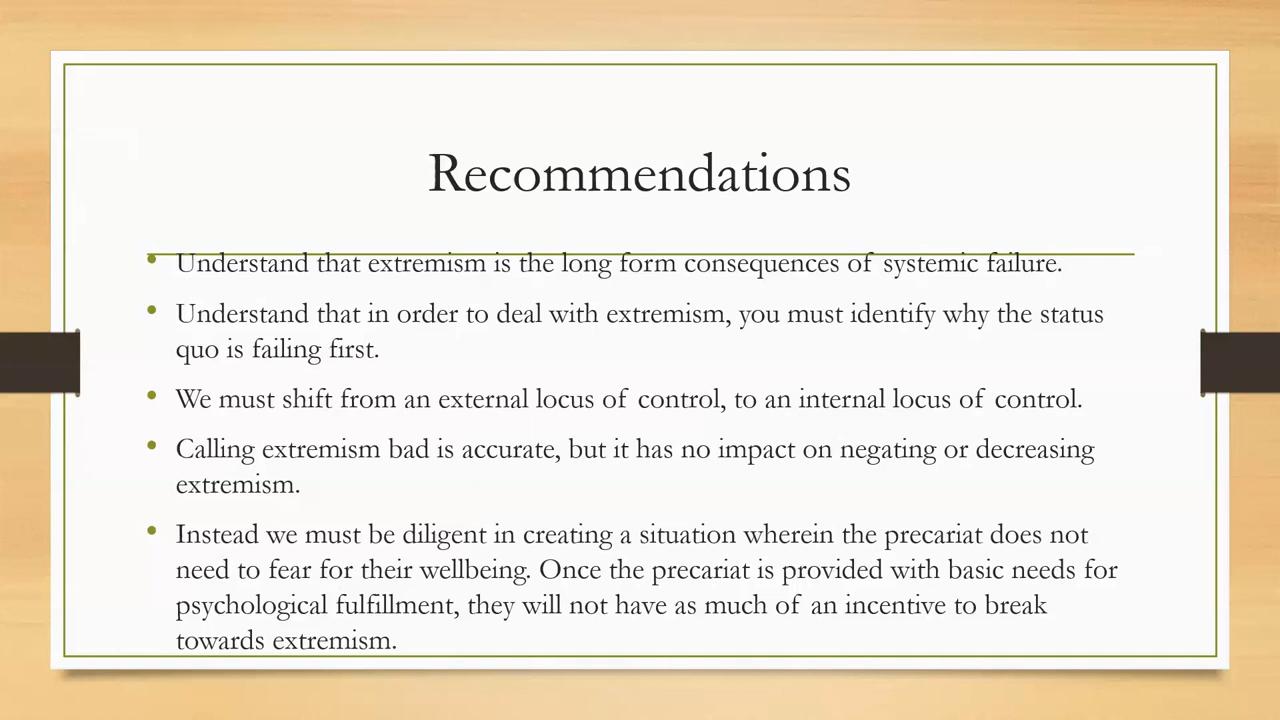 Recommendations
• Understand that extremism is the long form consequences of systemic failure.
• Understand that in order to deal with extremism, you must identify why the status
quo is failing first.
• We must shift from an external locus of control, to an internal locus of control.
• Calling extremism bad is accurate, but it has no impact on negating or decreasing
extremism.
• Instead we must be diligent in creating a situation wherein the precariat does not
need to fear for their wellbeing. Once the precariat is provided with basic needs for
psychological fulfillment, they will not have as much of an incentive to break
towards extremism.